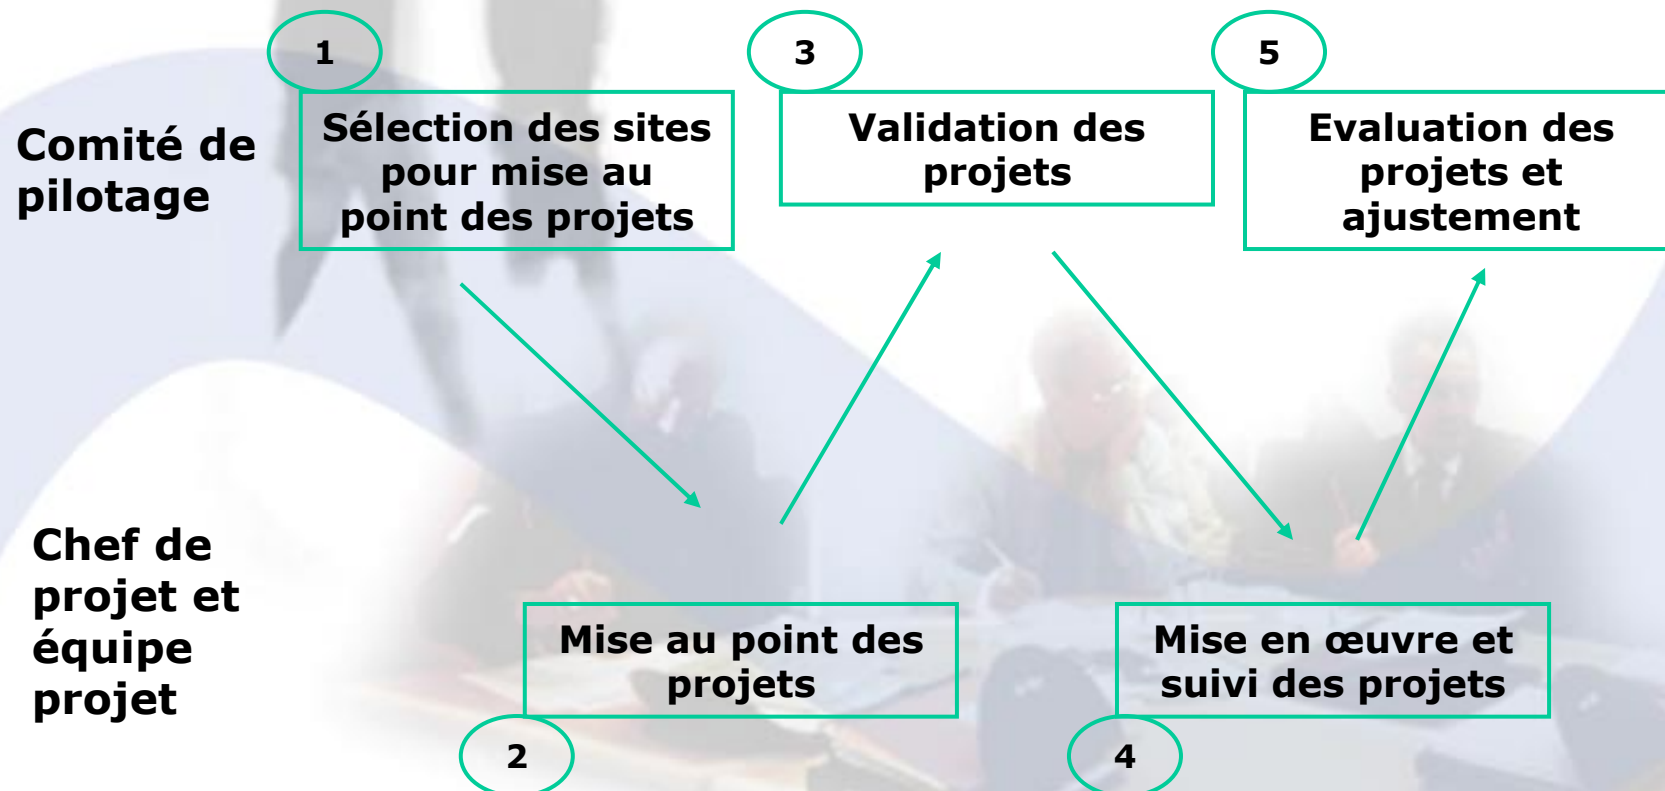 1
3
5
Comité de
pilotage
Sélection des sites
pour mise au
point des projets
Validation des
projets
Evaluation des
projets et
ajustement
Chef de
projet et
équipe
projet
Mise au point des
projets
Mise en œuvre et
suivi des projets
2
4